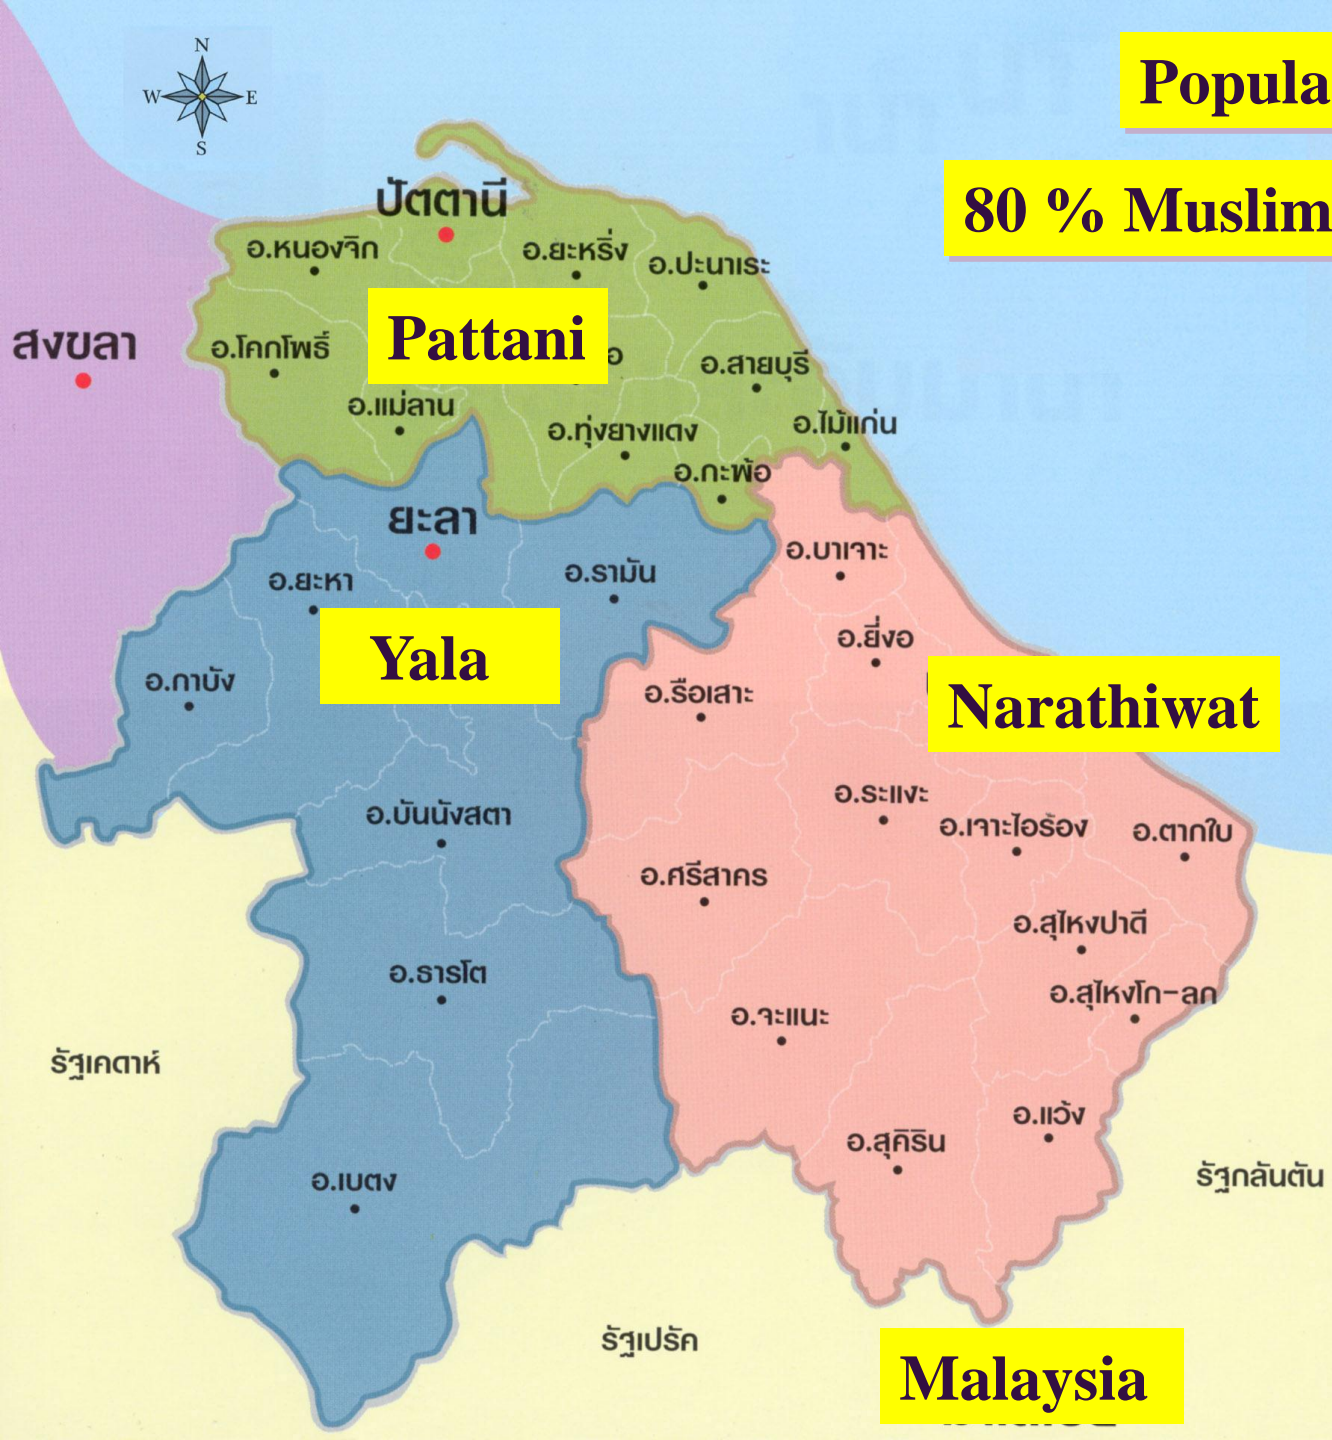 N
W E
S
Popula
80 % Muslim
ปัตตานี
อ.หนองจิก
อ.ยะหริ่ง
อ.ปะนาเระ
สงขลา
อ.โคกโพธิ์
Pattani
อ.สายบุรี
อ.แม่ลาน
อ.ทุ่งยางแดง
อ.ไม้แก่น
อ.กะพ้อ
ยะลา
อ.บาเจาะ
อ.ยะหา
อ.รามัน
อ.ยี่งอ
Yala
อ.กาบัง
อ.รือเสาะ
Narathiwat
อ.ระแงะ
อ.บันนังสตา
อ.เจาะไอร้อง
อ.ตากใบ
อ.ศรีสาคร
อ.สุไหงปาดี
อ.ธารโต
อ.สุไหงโก-ลก
อ.จะแนะ
รัฐเคดาห์
อ.แว้ง
อ.สุคิริน
อ.เบตง
รัฐกลันตัน
รัฐเปรัค
Malaysia